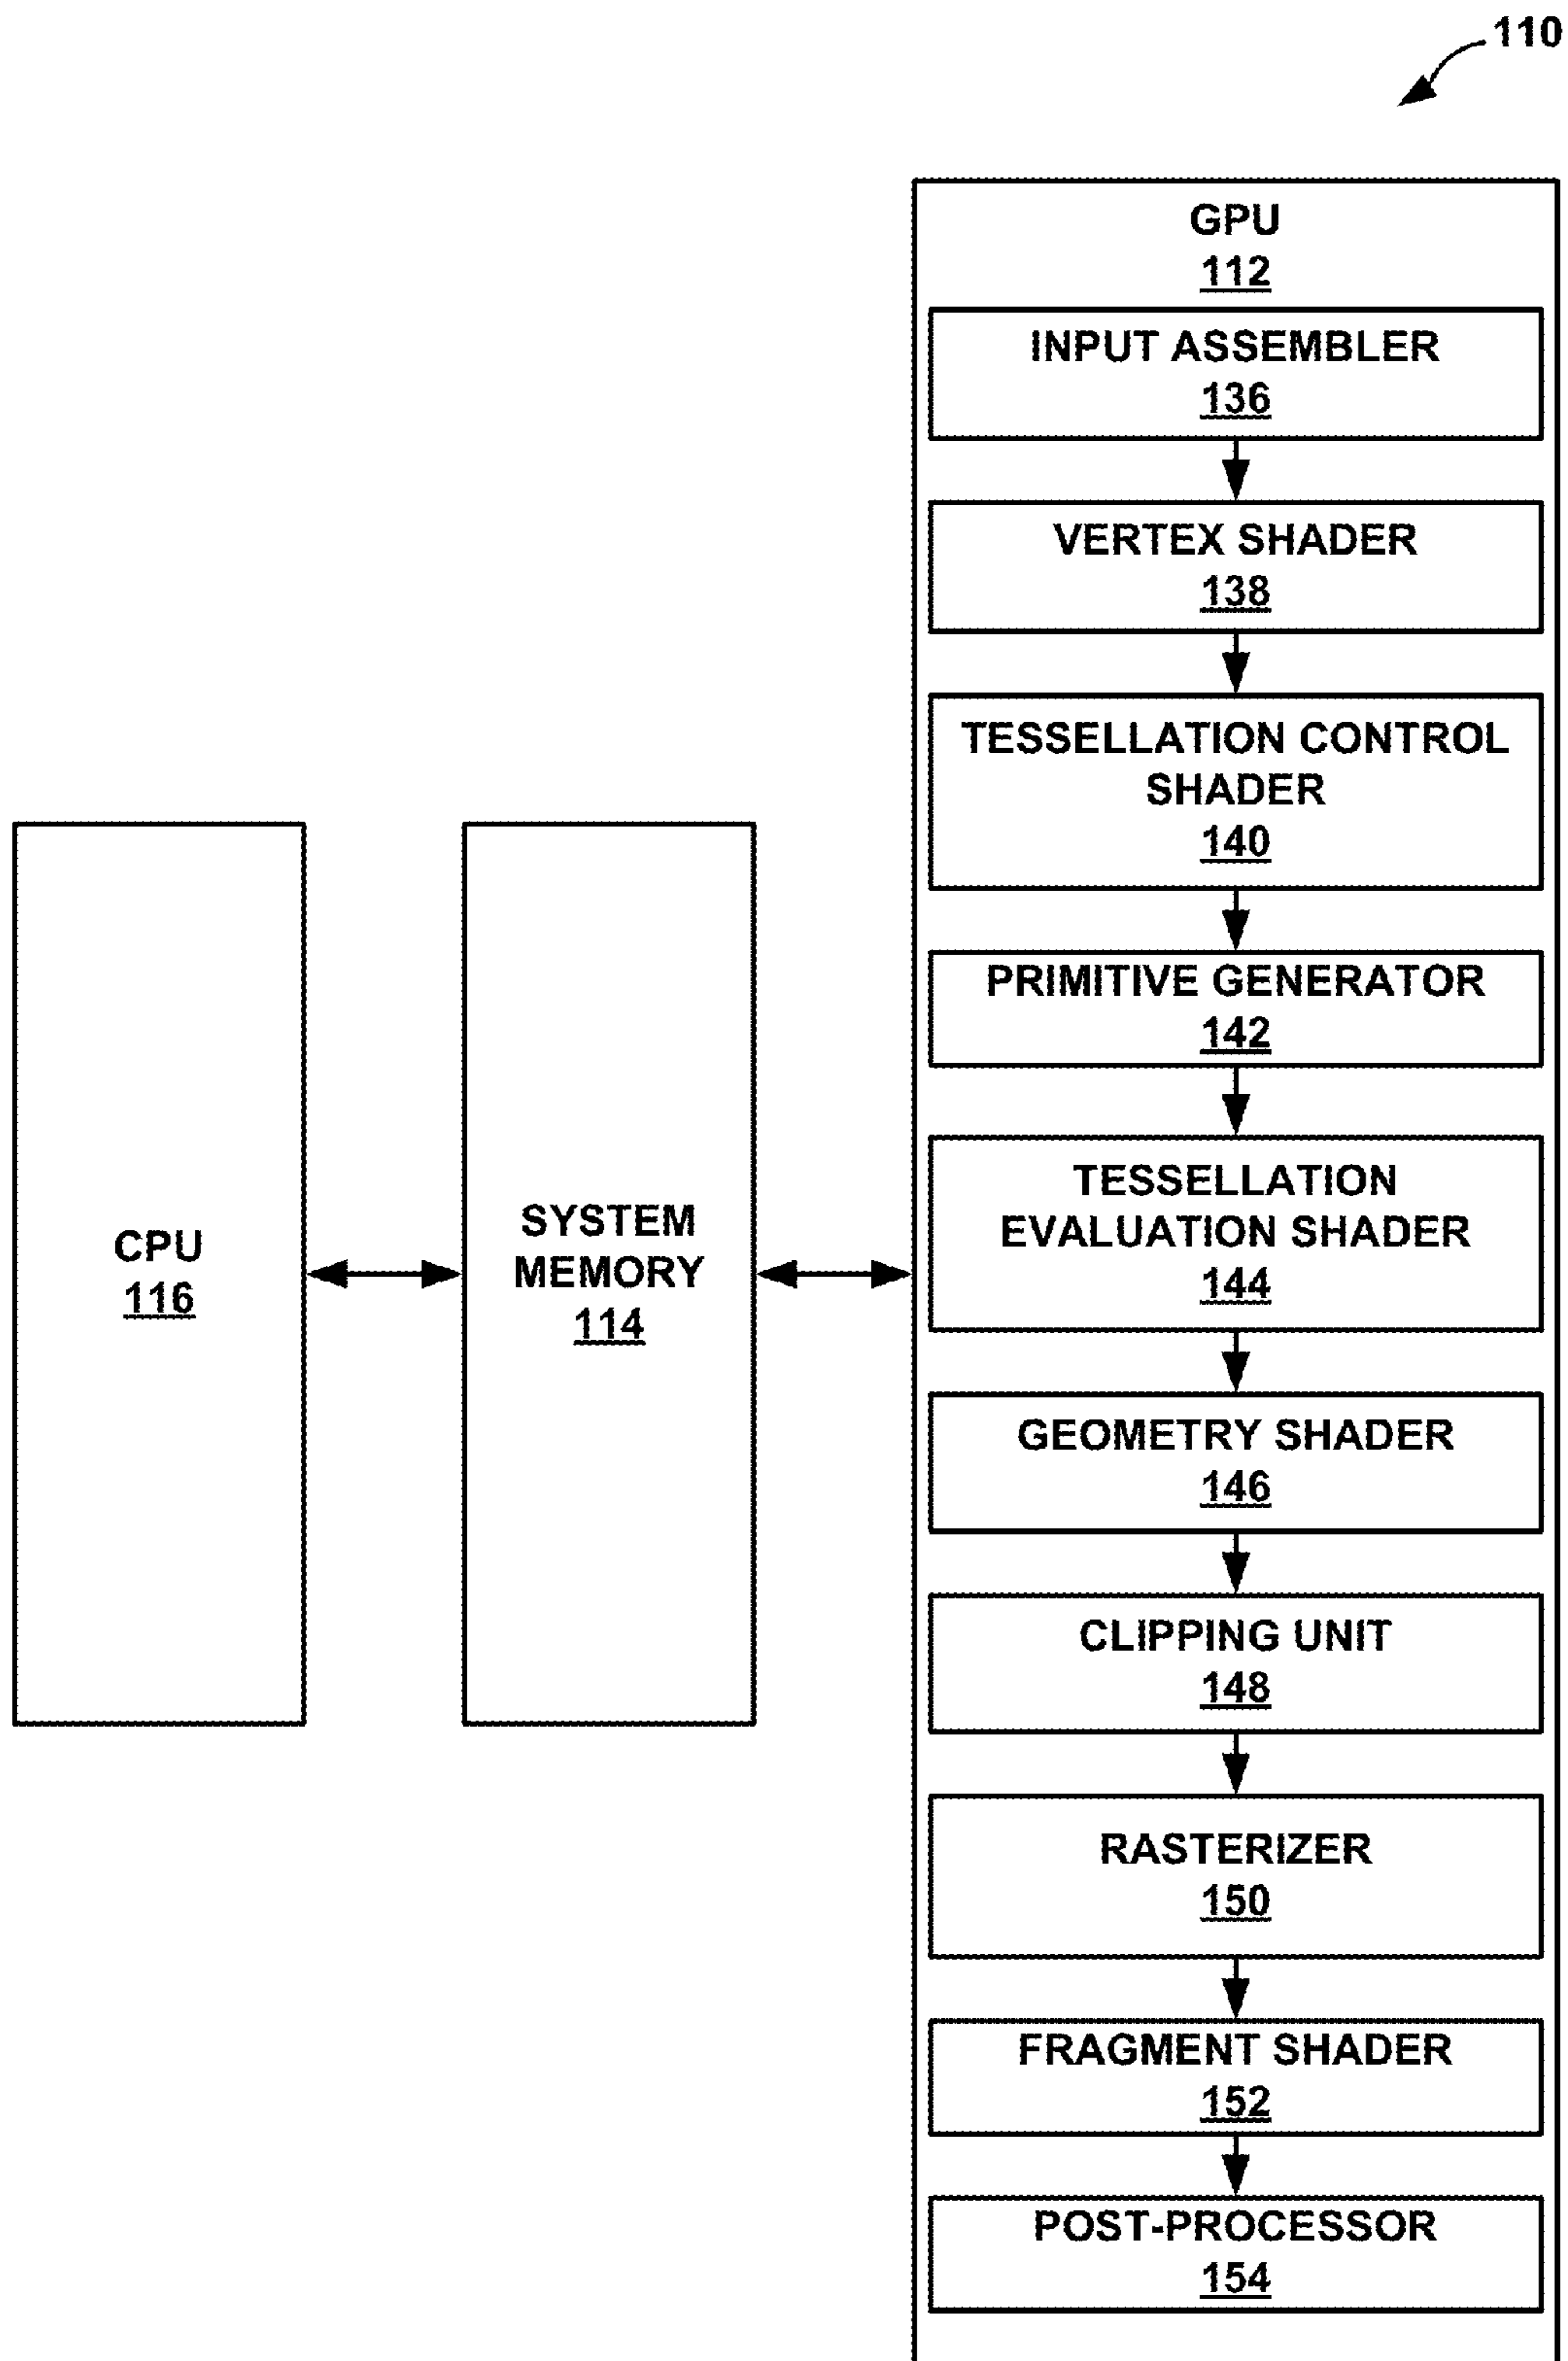 110
GPU
112
INPUT ASSEMBLER
136
VERTEX SHADER
138
TESSELLATION CONTROL
SHADER
140
PRIMITIVE GENERATOR
142
TESSELLATION
EVALUATION SHADER
144
GEOMETRY SHADER
146
CLIPPING UNIT
148
RASTERIZER
150
FRAGMENT SHADER
152
POST-PROCESSOR
154
CPU
116
SYSTEM
MEMORY
114